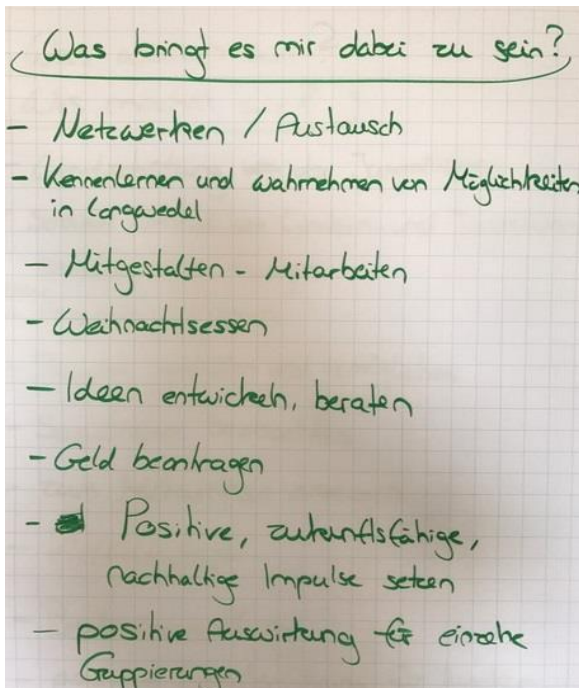 Was bringt es mir dabei zu sein?
- Netzwerken / Austausch
- Kennenlernen und wahrnehmen von Möglichkeiten
in Langwedel
- Mitgestalten - Mitarbeiten
- Weihnachtsessen
- Ideen entwickeln, beraten
- Geld beantragen
- Positive, zukunftsfähige,
nachhaltige Impulse setzen
- positive Auswirkung für einzelne
Gruppierungen